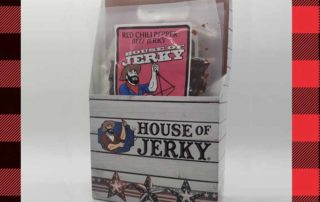 RED CHILI PEPPER
BEEF JERKY
HOUSE OF
JERKY
HOUSE OF
JERKY®